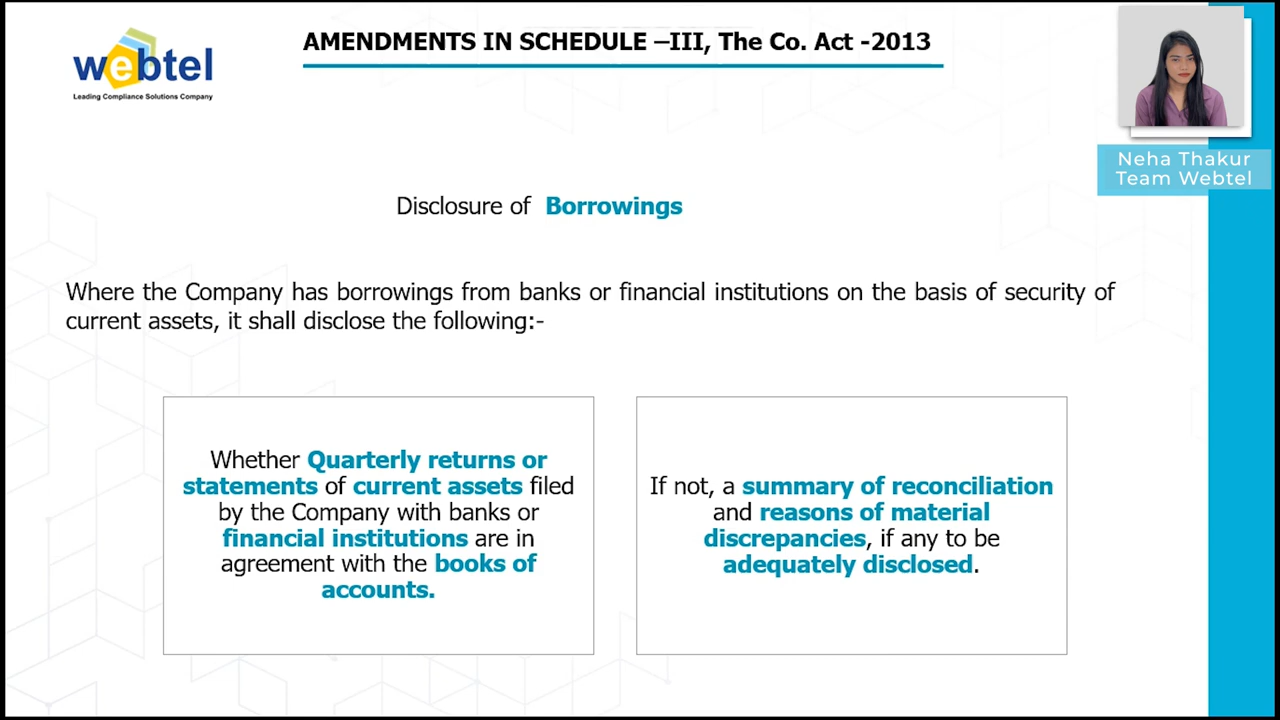 AMENDMENTS IN SCHEDULE –III, The Co. Act -2013
webtel
Leading Compliance Solutions Company
Neha Thakur
Team Webtel
Disclosure of Borrowings
Where the Company has borrowings from banks or financial institutions on the basis of security of
current assets, it shall disclose the following:-
Whether Quarterly returns or
statements of current assets filed
by the Company with banks or
financial institutions are in
agreement with the books of
accounts.
If not, a summary of reconciliation
and reasons of material
discrepancies, if any to be
adequately disclosed.